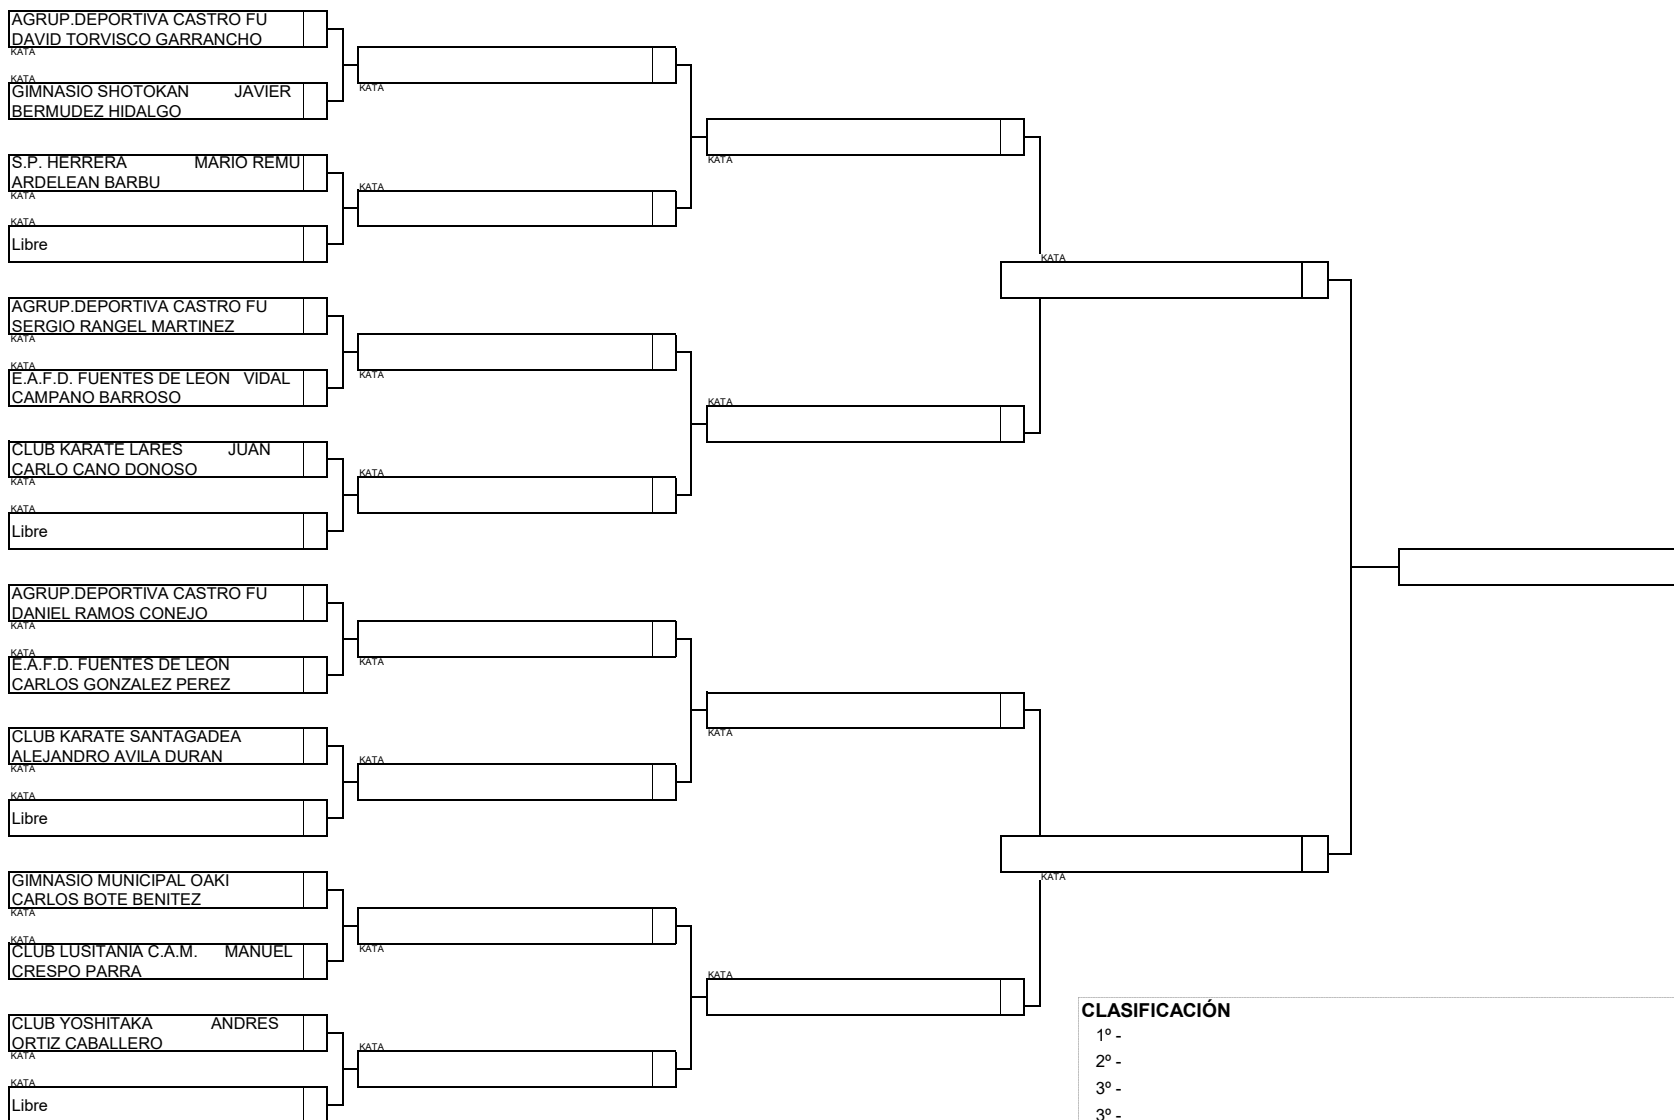 AGRUP.DEPORTIVA CASTRO FU
DAVID TORVISCO GARRANCHO
KATA
KATA
GIMNASIO SHOTOKAN JAVIER
BERMUDEZ HIDALGO
S.P. HERRERA MARIO REMU
ARDELEAN BARBU
KATA
KATA
Libre
AGRUP.DEPORTIVA CASTRO FU
SERGIO RANGEL MARTINEZ
KATA
KATA
E.A.F.D. FUENTES DE LEON VIDAL
CAMPANO BARROSO
CLUB KARATE LARES JUAN
CARLO CANO DONOSO
KATA
KATA
Libre
AGRUP.DEPORTIVA CASTRO FU
DANIEL RAMOS CONEJO
KATA
KATA
E.A.F.D. FUENTES DE LEON
CARLOS GONZALEZ PEREZ
CLUB KARATE SANTAGADEA
ALEJANDRO AVILA DURAN
KATA
KATA
Libre
GIMNASIO MUNICIPAL OAKI
CARLOS BOTE BENITEZ
KATA
KATA
CLUB LUSITANIA C.A.M. MANUEL
CRESPO PARRA
CLUB YOSHITAKA ANDRES
ORTIZ CABALLERO
KATA
KATA
Libre
KATA
KATA
KATA
KATA
KATA
KATA
KATA
KATA
KATA
KATA
KATA
KATA
KATA
KATA
CLASIFICACIÓN
1º -
2º -
3º -
3º -